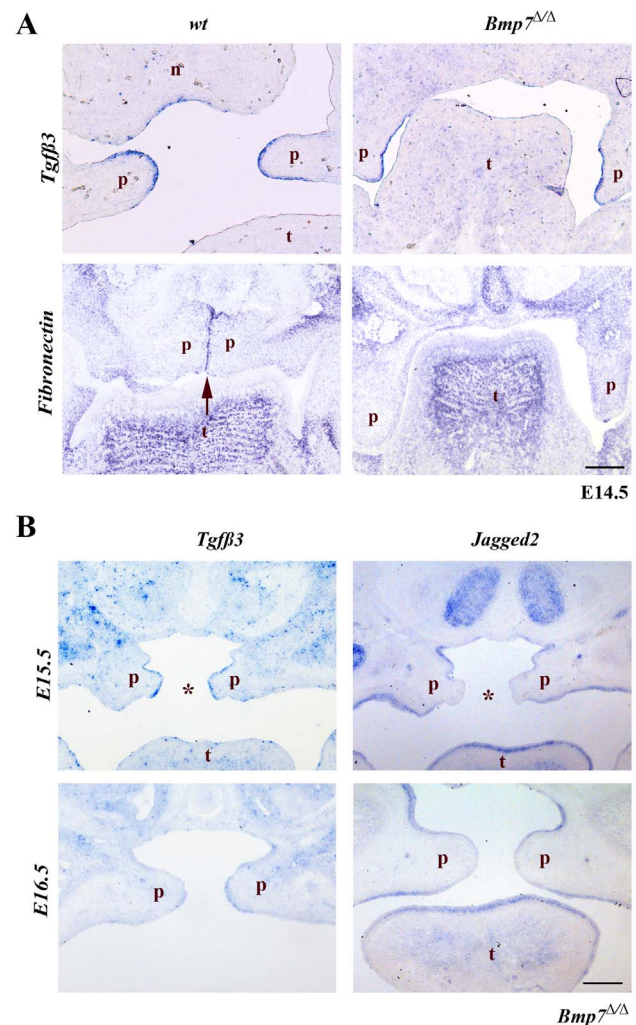 A
wt Bmp7Δ/Δ
Tgfβ3
n
p p
t
t
p p
Fibronectin
p p
t
p t p
E14.5
B
Tgfβ3 Jagged2
E15.5
p * p
t
p * p
t
E16.5
p p
p p
t
Bmp7Δ/Δ